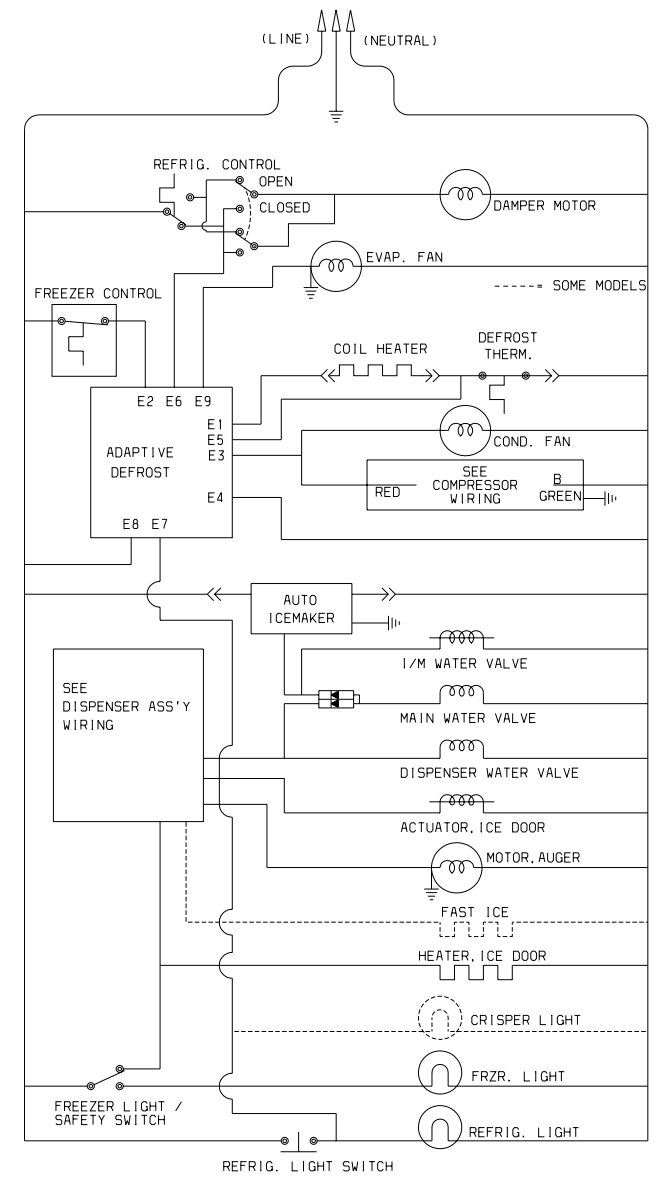 (LINE)
(NEUTRAL)
REFRIG. CONTROL
OPEN
CLOSED
DAMPER MOTOR
EVAP. FAN
------= SOME MODELS
FREEZER CONTROL
DEFROST
THERM.
COIL HEATER
E2 E6 E9
E1
E5
E3
E4
ADAPTIVE
DEFROST
E8 E7
COND. FAN
SEE
COMPRESSOR
WIRING
RED
B
GREEN
AUTO
ICEMAKER
I/M WATER VALVE
SEE
DISPENSER ASS'Y
WIRING
MAIN WATER VALVE
DISPENSER WATER VALVE
ACTUATOR, ICE DOOR
MOTOR, AUGER
FAST ICE
HEATER, ICE DOOR
CRISPER LIGHT
FRZR. LIGHT
FREEZER LIGHT /
SAFETY SWITCH
REFRIG. LIGHT
REFRIG. LIGHT SWITCH